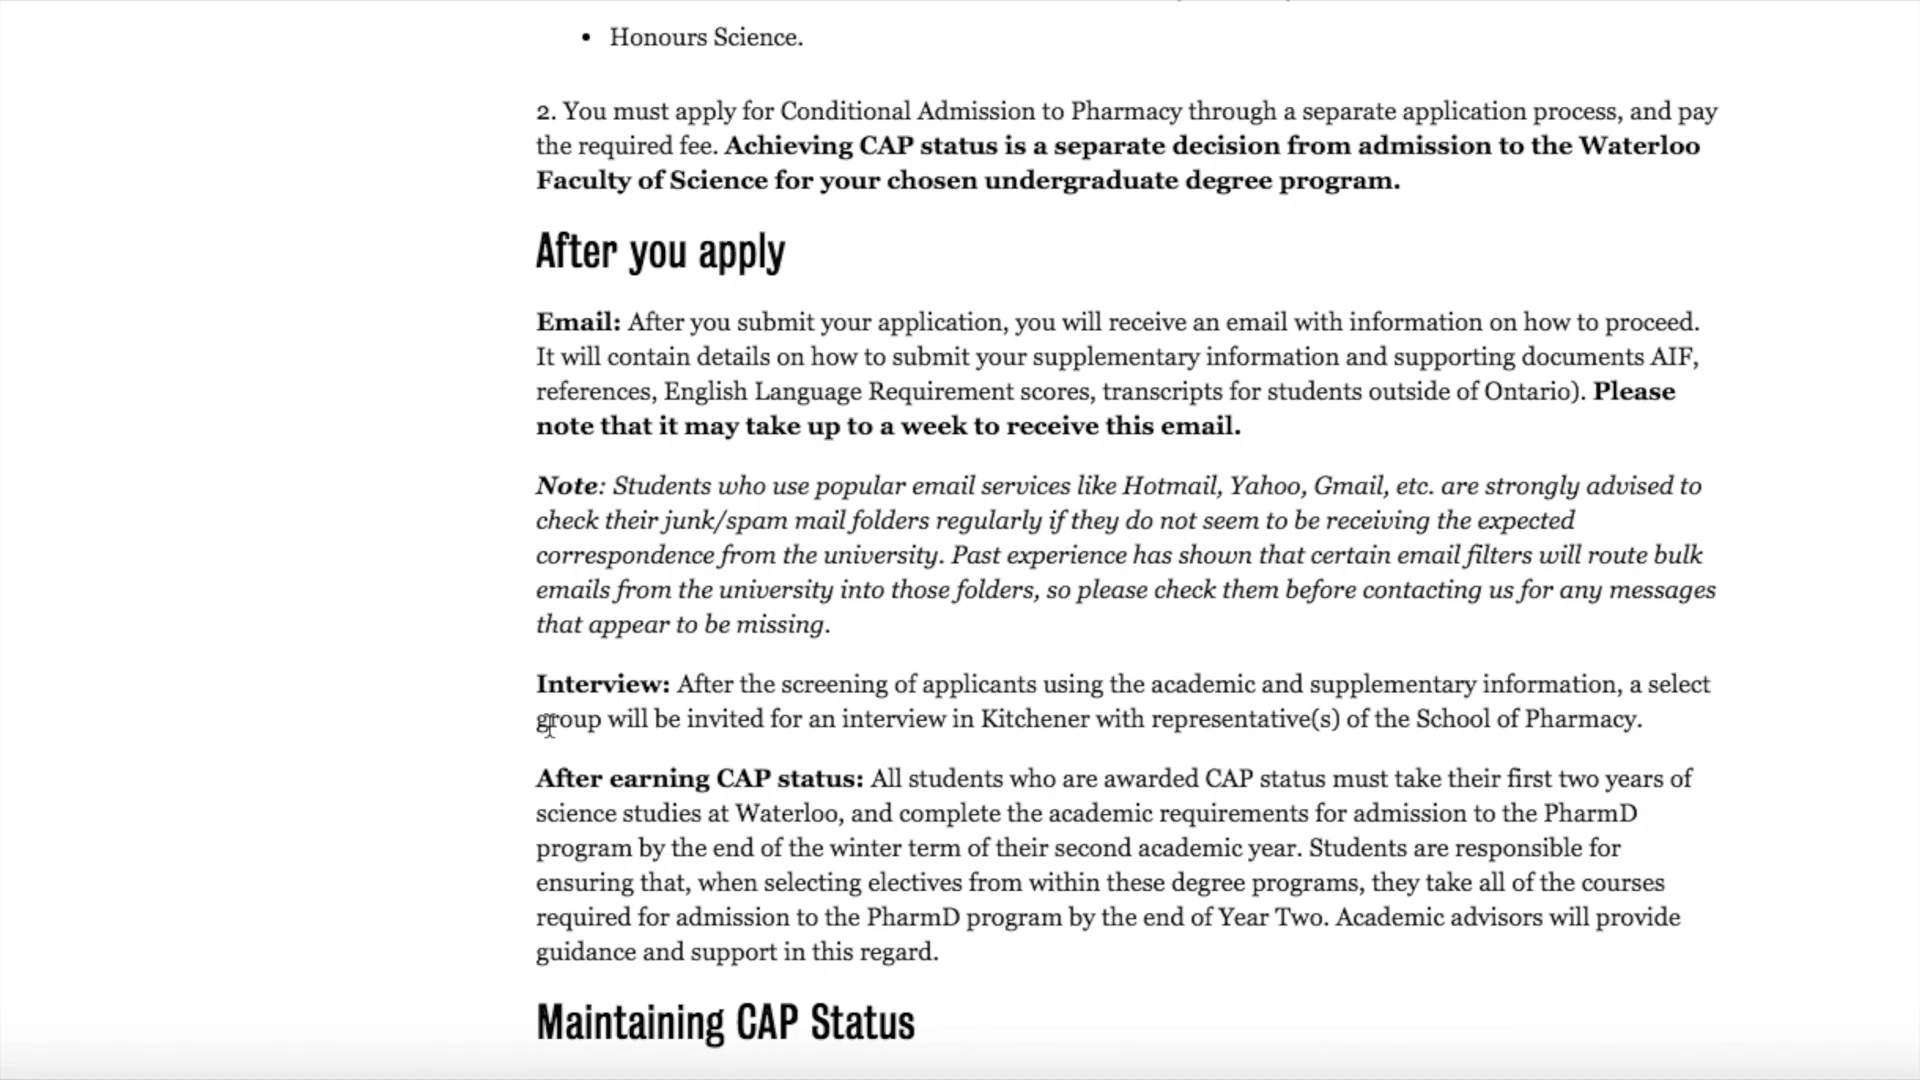 • Honours Science.
2. You must apply for Conditional Admission to Pharmacy through a separate application process, and pay
the required fee. Achieving CAP status is a separate decision from admission to the Waterloo
Faculty of Science for your chosen undergraduate degree program.
After you apply
Email: After you submit your application, you will receive an email with information on how to proceed.
It will contain details on how to submit your supplementary information and supporting documents AIF,
references, English Language Requirement scores, transcripts for students outside of Ontario). Please
note that it may take up to a week to receive this email.
Note: Students who use popular email services like Hotmail, Yahoo, Gmail, etc. are strongly advised to
check their junk/spam mail folders regularly if they do not seem to be receiving the expected
correspondence from the university. Past experience has shown that certain email filters will route bulk
emails from the university into those folders, so please check them before contacting us for any messages
that appear to be missing.
Interview: After the screening of applicants using the academic and supplementary information, a select
group will be invited for an interview in Kitchener with representative(s) of the School of Pharmacy.
After earning CAP status: All students who are awarded CAP status must take their first two years of
science studies at Waterloo, and complete the academic requirements for admission to the PharmD
program by the end of the winter term of their second academic year. Students are responsible for
ensuring that, when selecting electives from within these degree programs, they take all of the courses
required for admission to the PharmD program by the end of Year Two. Academic advisors will provide
guidance and support in this regard.
Maintaining CAP Status